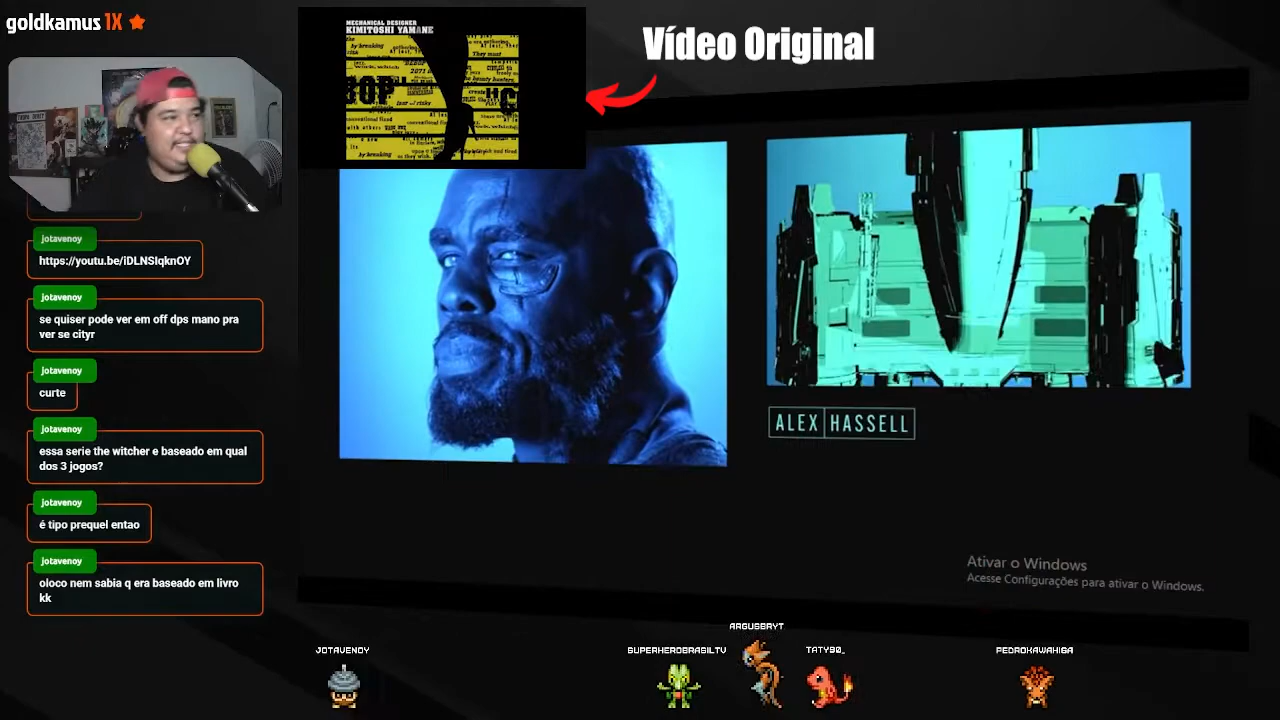 goldkamus 1X
MECHANICAL DESIGNER
KIMITOSHI YAMANE
Vídeo Original
ALEX HASSELL
jotavenoy
https://youtu.be/iDLNSIqknOY
jotavenoy
se quiser pode ver em off dps mano pra
ver se cityr
jotavenoy
curte
jotavenoy
essa serie the witcher e baseado em qual
dos 3 jogos?
jotavenoy
é tipo prequel entao
jotavenoy
oloco nem sabia q era baseado em livro
kk
Ativar o Windows
Acesse Configurações para ativar o Windows.
JOTAVENOY
SUPERHEROBRASILTV
ARGUSBRYT
TATY90_
PEDROKAWAHIGA